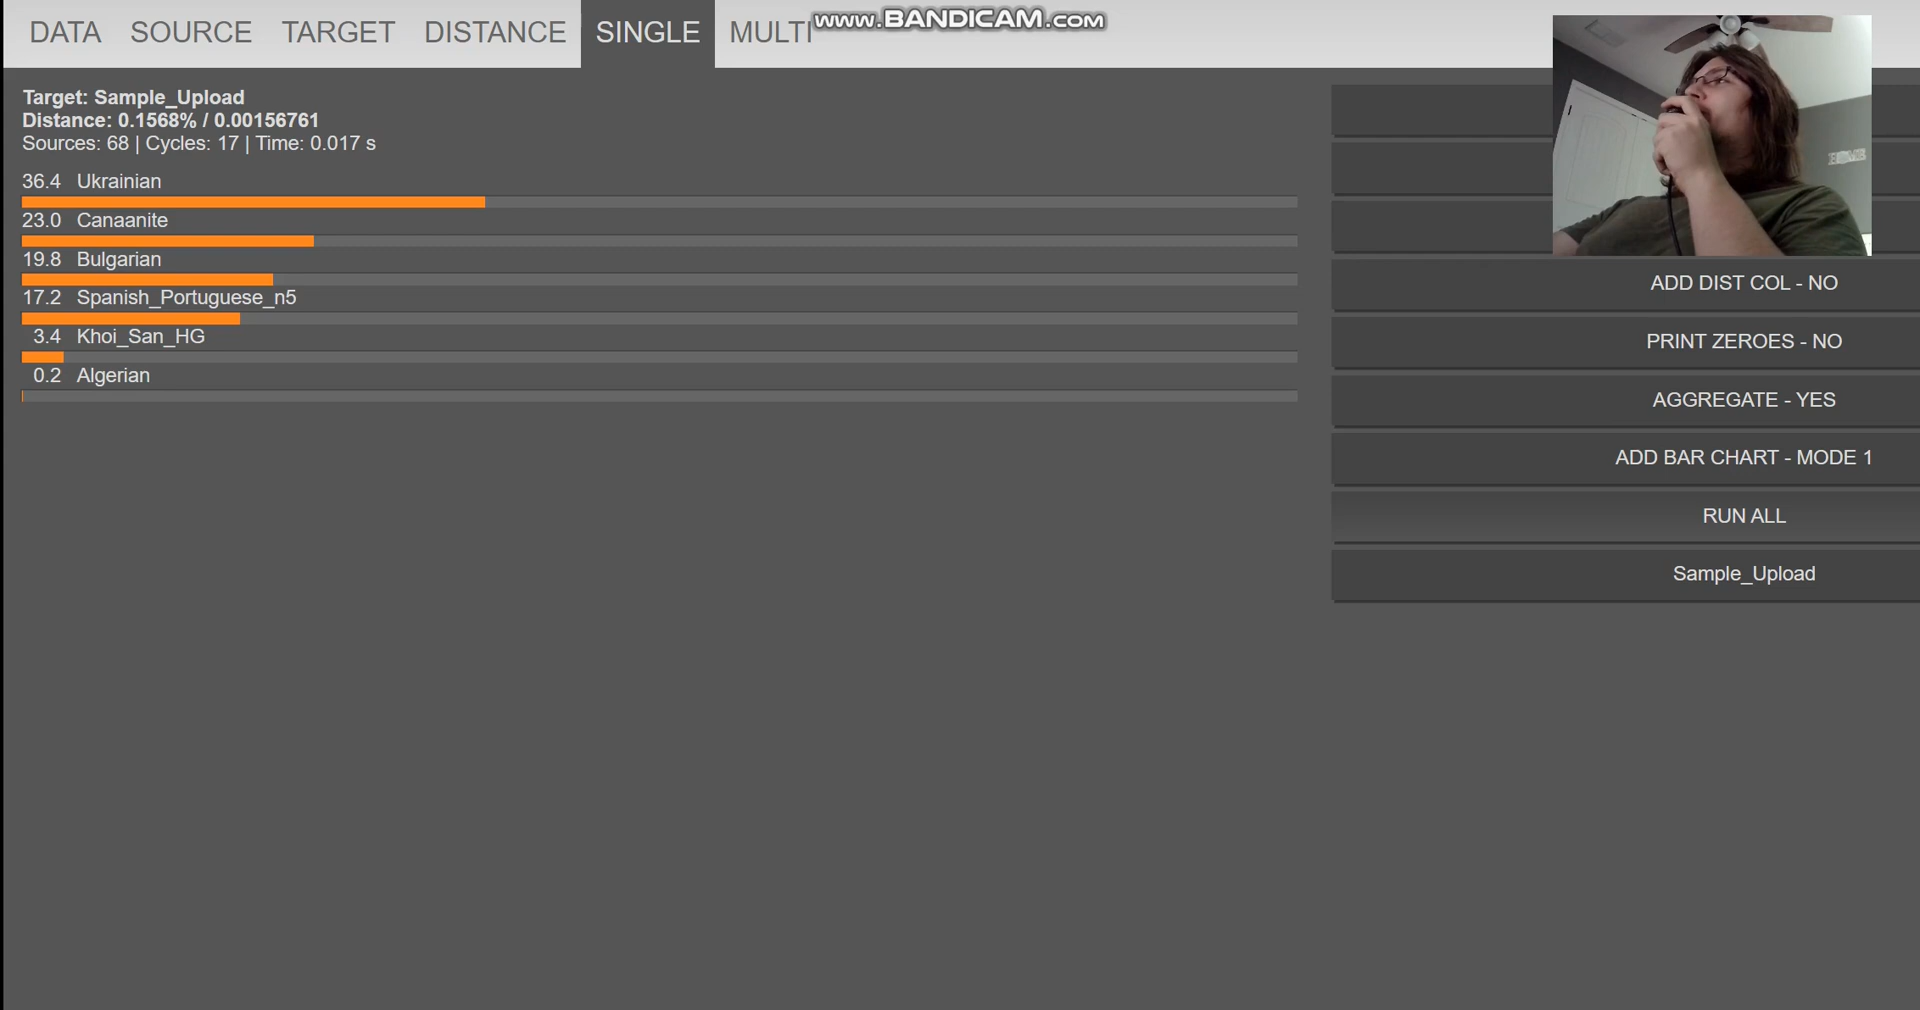 DATA SOURCE TARGET DISTANCE SINGLE MULTI
www.BANDICAM.com
Target: Sample_Upload
Distance: 0.1568% / 0.00156761
Sources: 68 | Cycles: 17 | Time: 0.017 s
36.4 Ukrainian
23.0 Canaanite
19.8 Bulgarian
17.2 Spanish_Portuguese_n5
3.4 Khoi_San_HG
0.2 Algerian
ADD DIST COL - NO
PRINT ZEROES - NO
AGGREGATE - YES
ADD BAR CHART - MODE 1
RUN ALL
Sample_Upload